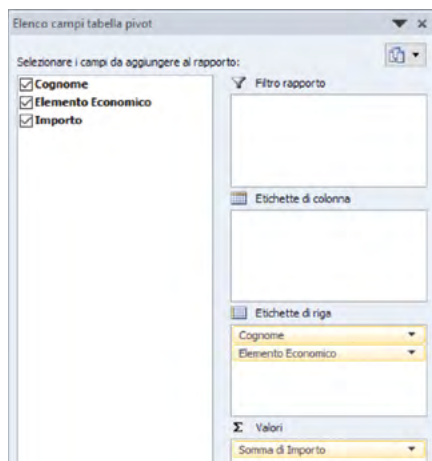 Elenco campi tabella pivot
Selezionare i campi da aggiungere al rapporto:
Cognome
Elemento Economico
Importo
Filtro rapporto
Etichette di colonna
Etichette di riga
Cognome
Elemento Economico
Σ Valori
Somma di Importo